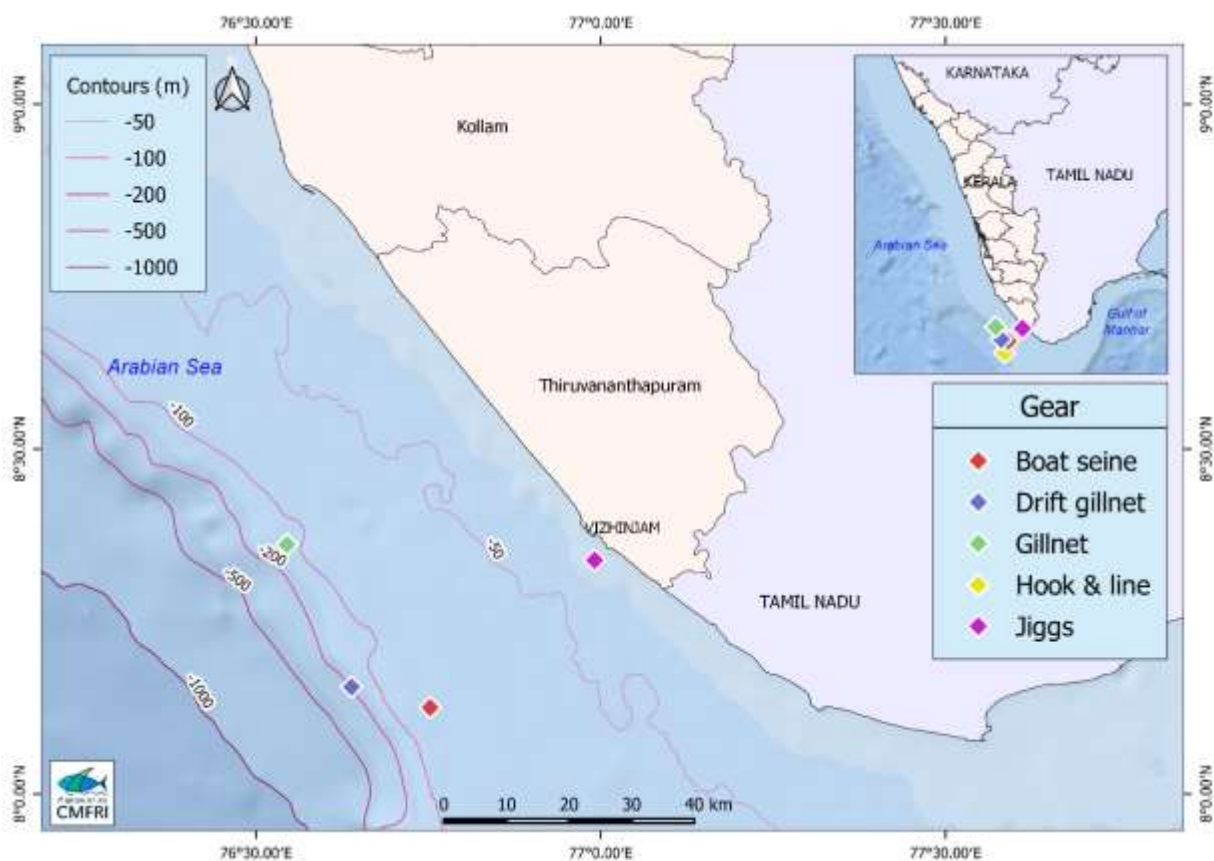 76°30.00'E 77°0.00'E 77°30.00'E
Contours (m)
-50
-100
-200
-500
-1000
9°0.00'N
8°30.00'N
8°0.00'N
Kollam
Thiruvananthapuram
VIZHINJAM
TAMIL NADU
Arabian Sea
-100
-200
-500
-1000
-50
KARNATAKA
KERALA
TAMIL NADU
Arabian Sea
Gulf of
Mannar
9°0.00'N
8°30.00'N
8°0.00'N
Gear
Boat seine
Drift gillnet
Gillnet
Hook & line
Jiggs
CMFRI
0 10 20 30 40 km
76°30.00'E 77°0.00'E 77°30.00'E